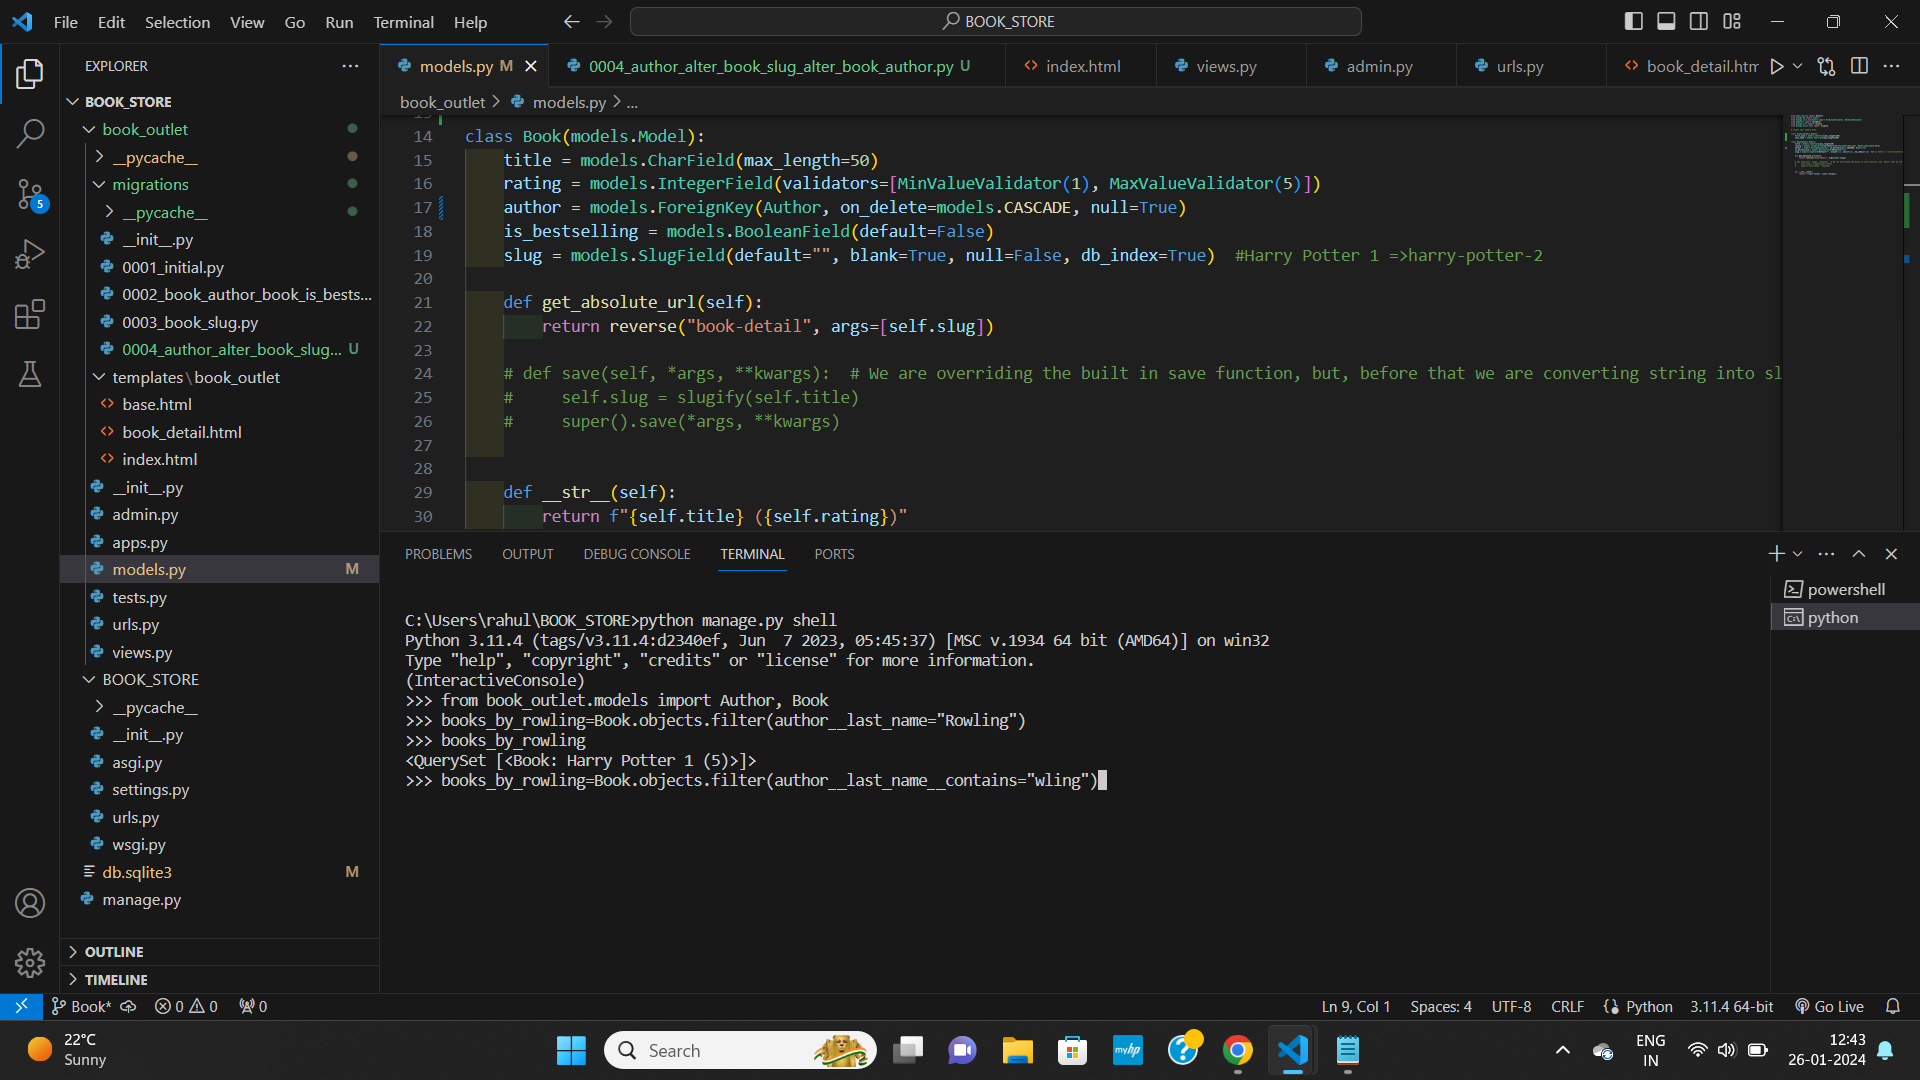 File Edit Selection View Go Run Terminal Help
BOOK_STORE
EXPLORER
BOOK_STORE
book_outlet
__pycache__
migrations
__pycache__
__init__.py
0001_initial.py
0002_book_author_book_is_bests...
0003_book_slug.py
0004_author_alter_book_slug... U
templates\book_outlet
base.html
book_detail.html
index.html
__init__.py
admin.py
apps.py
models.py M
tests.py
urls.py
views.py
BOOK_STORE
__pycache__
__init__.py
asgi.py
settings.py
urls.py
wsgi.py
db.sqlite3 M
manage.py
OUTLINE
TIMELINE
5
models.py M
0004_author_alter_book_slug_alter_book_author.py U
index.html
views.py
admin.py
urls.py
book_detail.htm
book_outlet > models.py > ...
14 class Book(models.Model):
15 title = models.CharField(max_length=50)
16 rating = models.IntegerField(validators=[MinValueValidator(1), MaxValueValidator(5)])
17 author = models.ForeignKey(Author, on_delete=models.CASCADE, null=True)
18 is_bestselling = models.BooleanField(default=False)
19 slug = models.SlugField(default="", blank=True, null=False, db_index=True)  #Harry Potter 1 =>harry-potter-2
20
21 def get_absolute_url(self):
22 return reverse("book-detail", args=[self.slug])
23
24 # def save(self, *args, **kwargs):  # We are overriding the built in save function, but, before that we are converting string into sl
25 #     self.slug = slugify(self.title)
26 #     super().save(*args, **kwargs)
27
28
29 def __str__(self):
30 return f"{self.title} ({self.rating})"
PROBLEMS OUTPUT DEBUG CONSOLE TERMINAL PORTS
powershell
python
C:\Users\rahul\BOOK_STORE>python manage.py shell
Python 3.11.4 (tags/v3.11.4:d2340ef, Jun  7 2023, 05:45:37) [MSC v.1934 64 bit (AMD64)] on win32
Type "help", "copyright", "credits" or "license" for more information.
(InteractiveConsole)
>>> from book_outlet.models import Author, Book
>>> books_by_rowling=Book.objects.filter(author__last_name="Rowling")
>>> books_by_rowling
<QuerySet [<Book: Harry Potter 1 (5)>]>
>>> books_by_rowling=Book.objects.filter(author__last_name__contains="wling")
Book* 0 0 0 Ln 9, Col 1 Spaces: 4 UTF-8 CRLF Python 3.11.4 64-bit Go Live
22°C
Sunny
Search
myhp
ENG
IN
12:43
26-01-2024